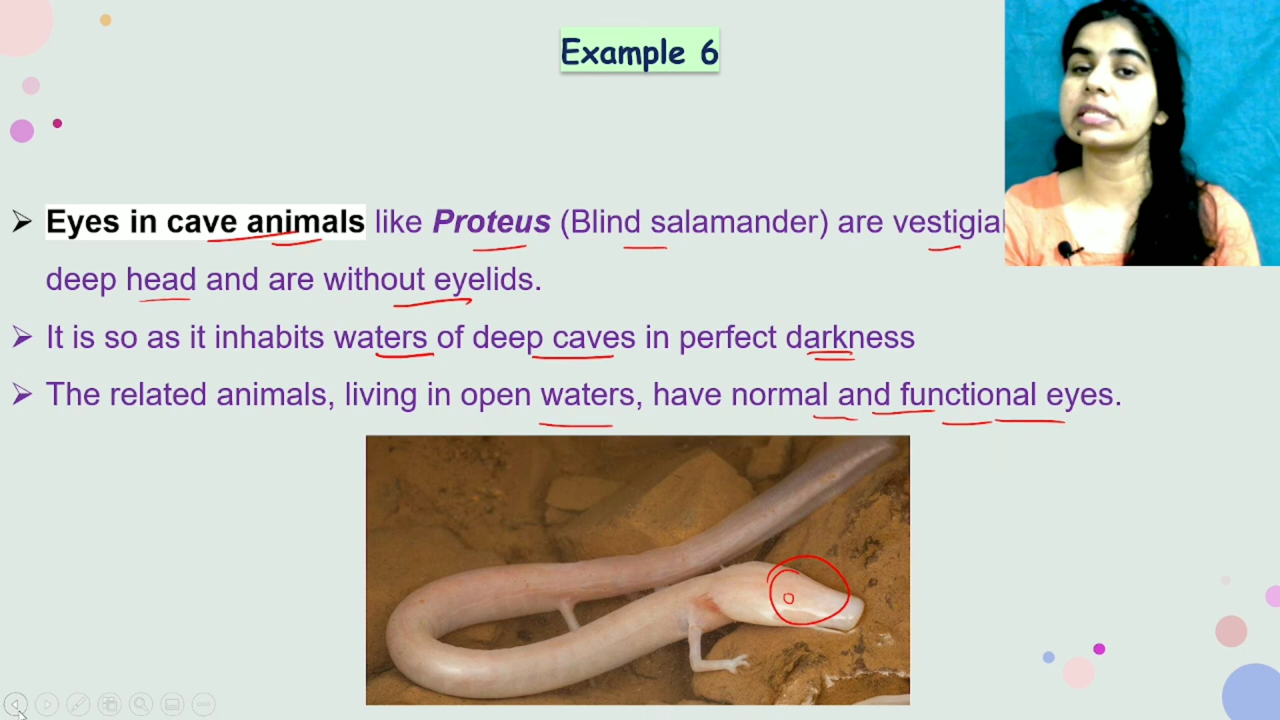 Example 6
Eyes in cave animals like Proteus (Blind salamander) are vestigial
deep head and are without eyelids.
It is so as it inhabits waters of deep caves in perfect darkness
The related animals, living in open waters, have normal and functional eyes.